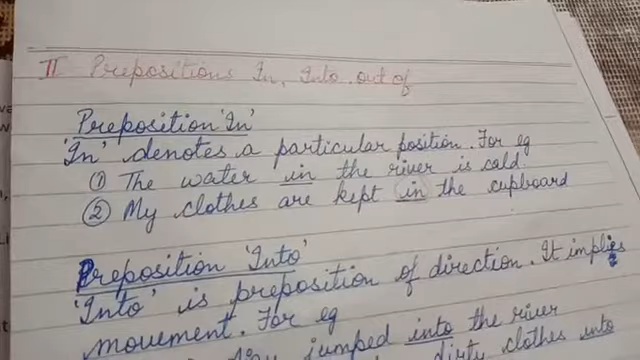 II Prepositions In, Into, out of
Preposition 'In'
'In' denotes a particular position. For eg
① The water in the river is cold.
② My clothes are kept in the cupboard
Preposition 'Into'
'Into' is preposition of direction. It implies
movement. For eg
jumped into the river
dirty clothes into